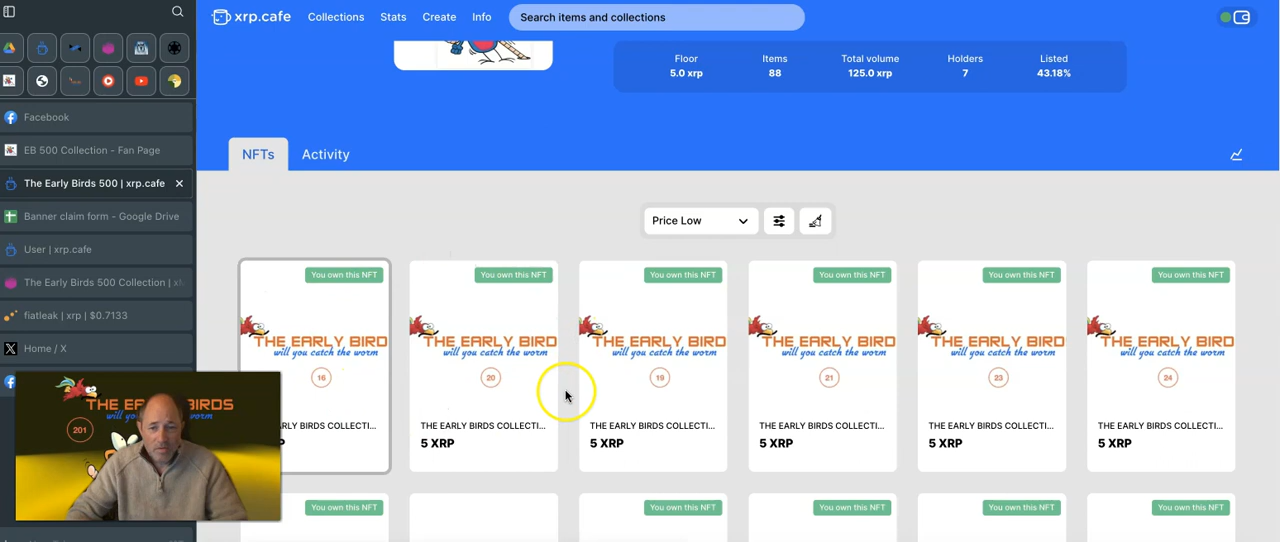 xrp.cafe
Collections
Stats
Create
Info
Search items and collections
Floor
5.0 xrp
Items
88
Total volume
125.0 xrp
Holders
7
Listed
43.18%
Facebook
EB 500 Collection - Fan Page
The Early Birds 500 | xrp.cafe
Banner claim form - Google Drive
User | xrp.cafe
The Early Birds 500 Collection |
fiatleak | xrp | $0.7133
Home / X
NFTs
Activity
Price Low
You own this NFT
You own this NFT
You own this NFT
You own this NFT
You own this NFT
You own this NFT
THE EARLY BIRD
will you catch the worm
16
THE EARLY BIRD
will you catch the worm
20
THE EARLY BIRD
will you catch the worm
19
THE EARLY BIRD
will you catch the worm
21
THE EARLY BIRD
will you catch the worm
23
THE EARLY BIRD
will you catch the worm
24
ARLY BIRDS COLLECTI...
THE EARLY BIRDS COLLECTI...
5 XRP
THE EARLY BIRDS COLLECTI...
5 XRP
THE EARLY BIRDS COLLECTI...
5 XRP
THE EARLY BIRDS COLLECTI...
5 XRP
THE EARLY BIRDS COLLECTI...
5 XRP
You own this NFT
You own this NFT
You own this NFT
You own this NFT
You own this NFT
You own this NFT
THE EARLY BIRDS
201